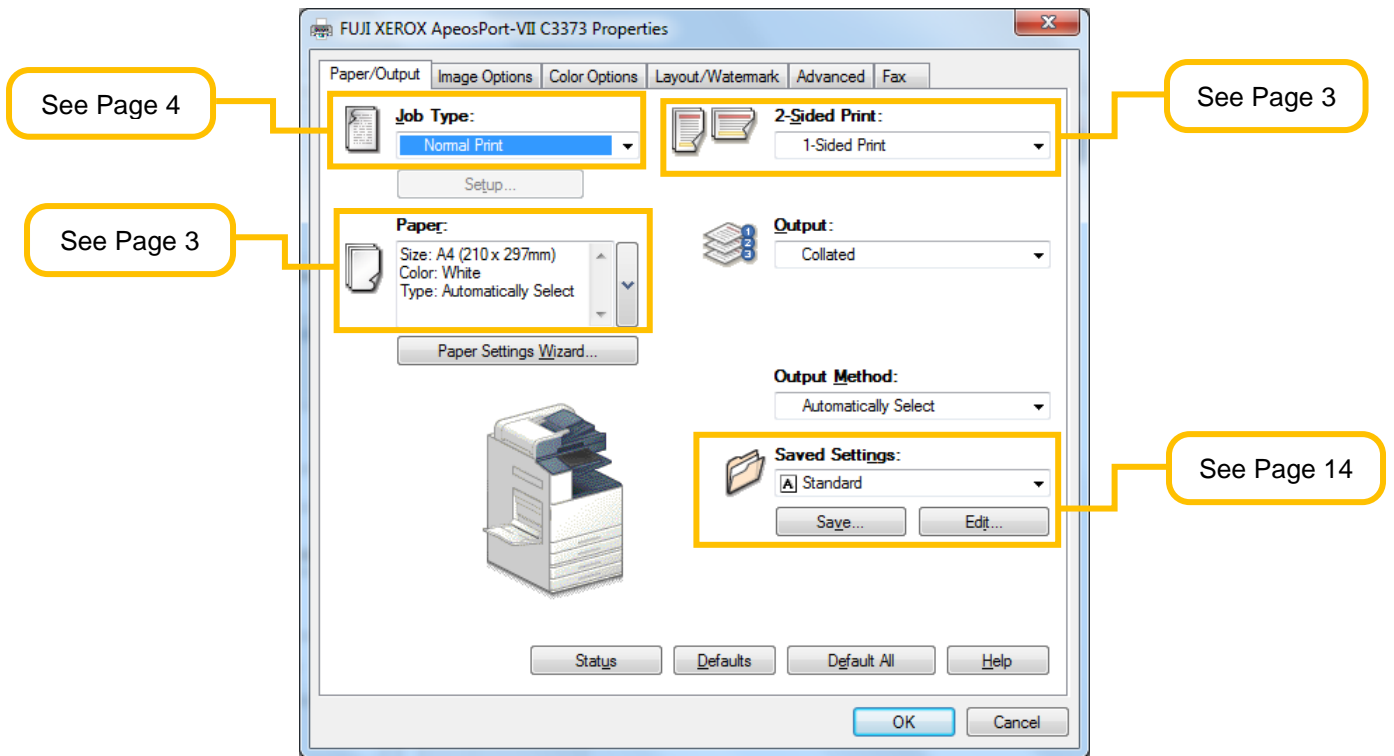 FUJI XEROX ApeosPort-VII C3373 Properties
Paper/Output Image Options Color Options Layout/Watermark Advanced Fax
See Page 4
See Page 3
Job Type:
Normal Print
Setup...
2-Sided Print:
1-Sided Print
See Page 3
Paper:
Size: A4 (210 x 297mm)
Color: White
Type: Automatically Select
Paper Settings Wizard...
1
2
3
Output:
Collated
Output Method:
Automatically Select
Saved Settings:
A Standard
Save... Edit...
See Page 14
Status Defaults Default All Help
OK Cancel